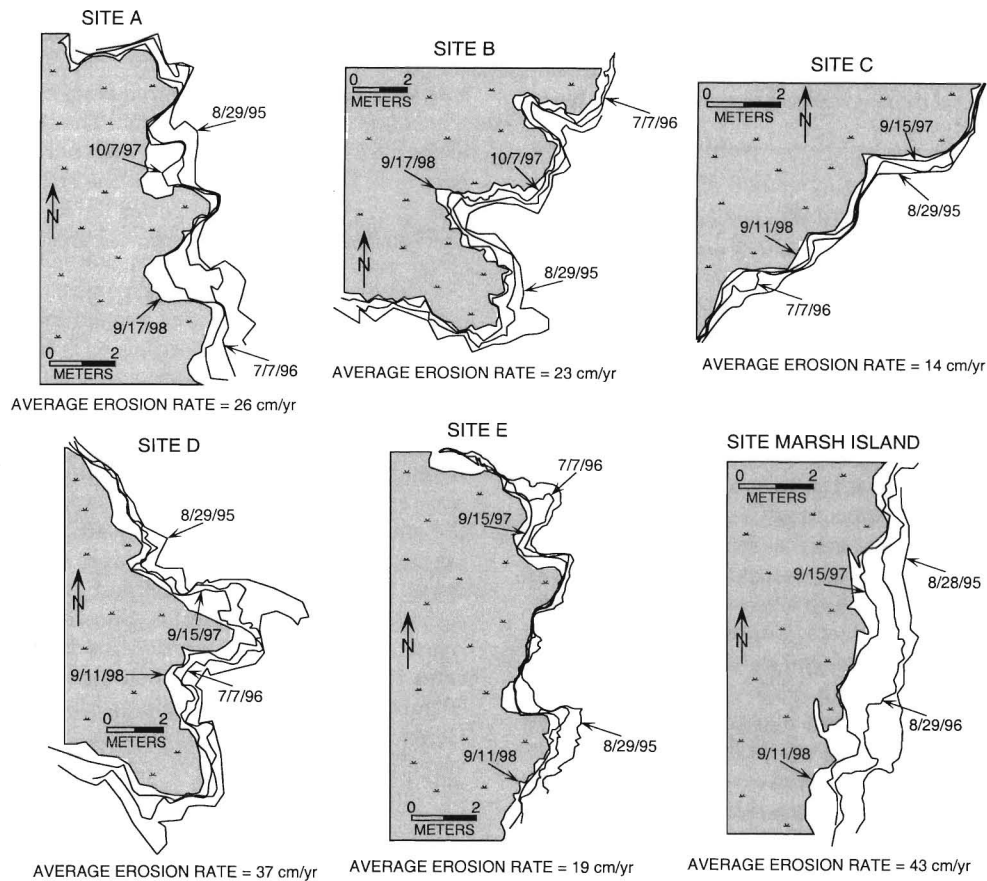 SITE A
8/29/95
10/7/97
N
9/17/98
0 2
METERS
7/7/96
AVERAGE EROSION RATE = 26 cm/yr
SITE B
0 2
METERS
7/7/96
9/17/98
10/7/97
N
8/29/95
AVERAGE EROSION RATE = 23 cm/yr
SITE C
0 2
METERS
N
9/15/97
8/29/95
9/11/98
7/7/96
AVERAGE EROSION RATE = 14 cm/yr
SITE D
8/29/95
N
9/15/97
9/11/98
7/7/96
0 2
METERS
AVERAGE EROSION RATE = 37 cm/yr
SITE E
7/7/96
9/15/97
N
8/29/95
9/11/98
0 2
METERS
AVERAGE EROSION RATE = 19 cm/yr
SITE MARSH ISLAND
0 2
METERS
9/15/97
8/28/95
N
8/29/96
9/11/98
AVERAGE EROSION RATE = 43 cm/yr